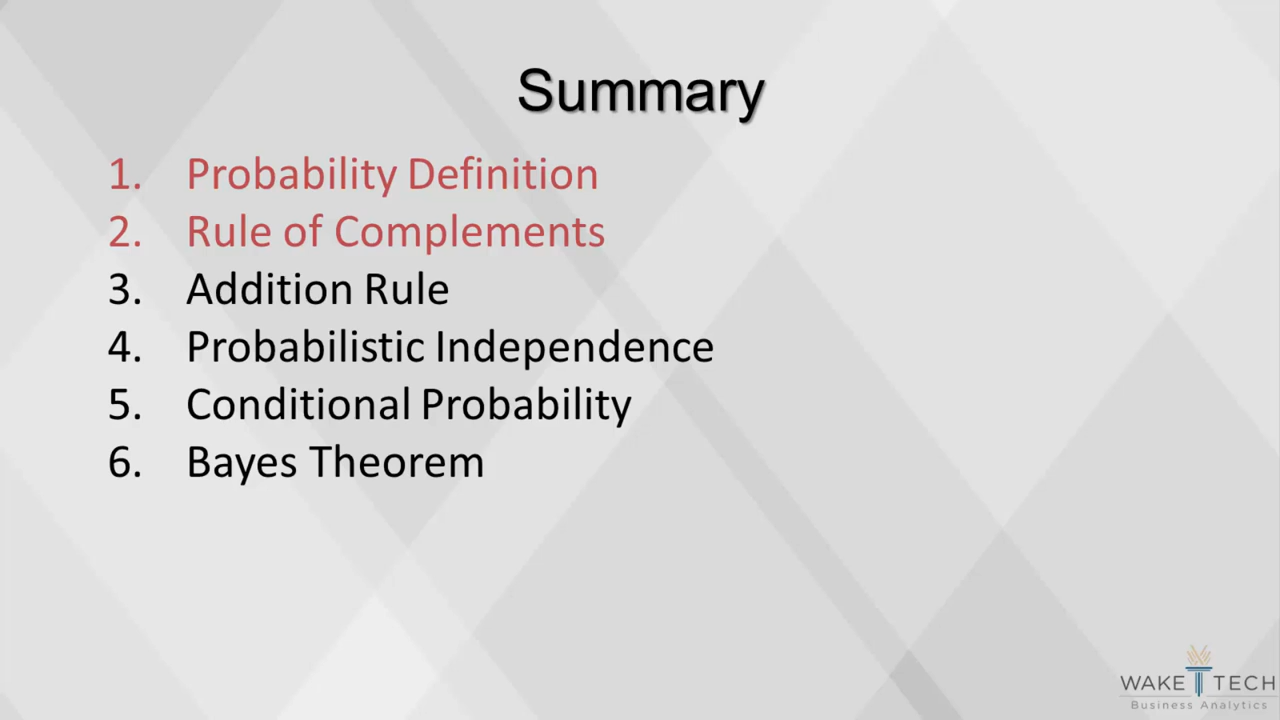 Summary
1. Probability Definition
2. Rule of Complements
3. Addition Rule
4. Probabilistic Independence
5. Conditional Probability
6. Bayes Theorem
WAKE TECH
Business Analytics